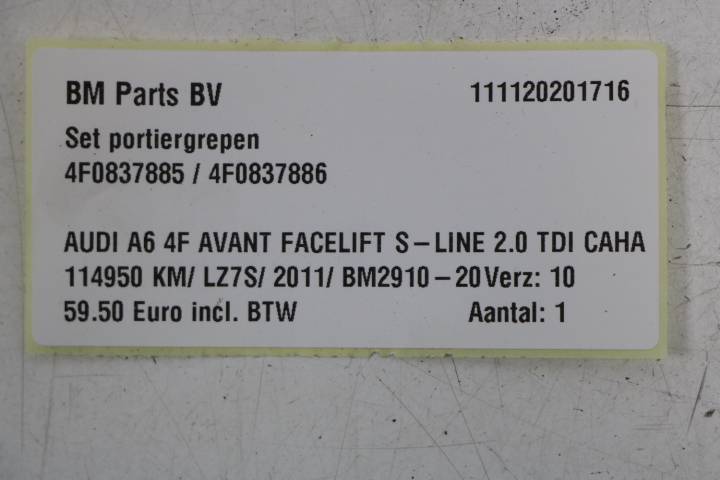 BM Parts BV 111120201716
Set portiergrepen
4F0837885 / 4F0837886
AUDI A6 4F AVANT FACELIFT S-LINE 2.0 TDI CAHA
114950 KM/ LZ7S/ 2011/ BM2910-20Verz: 10
59.50 Euro incl. BTW Aantal: 1